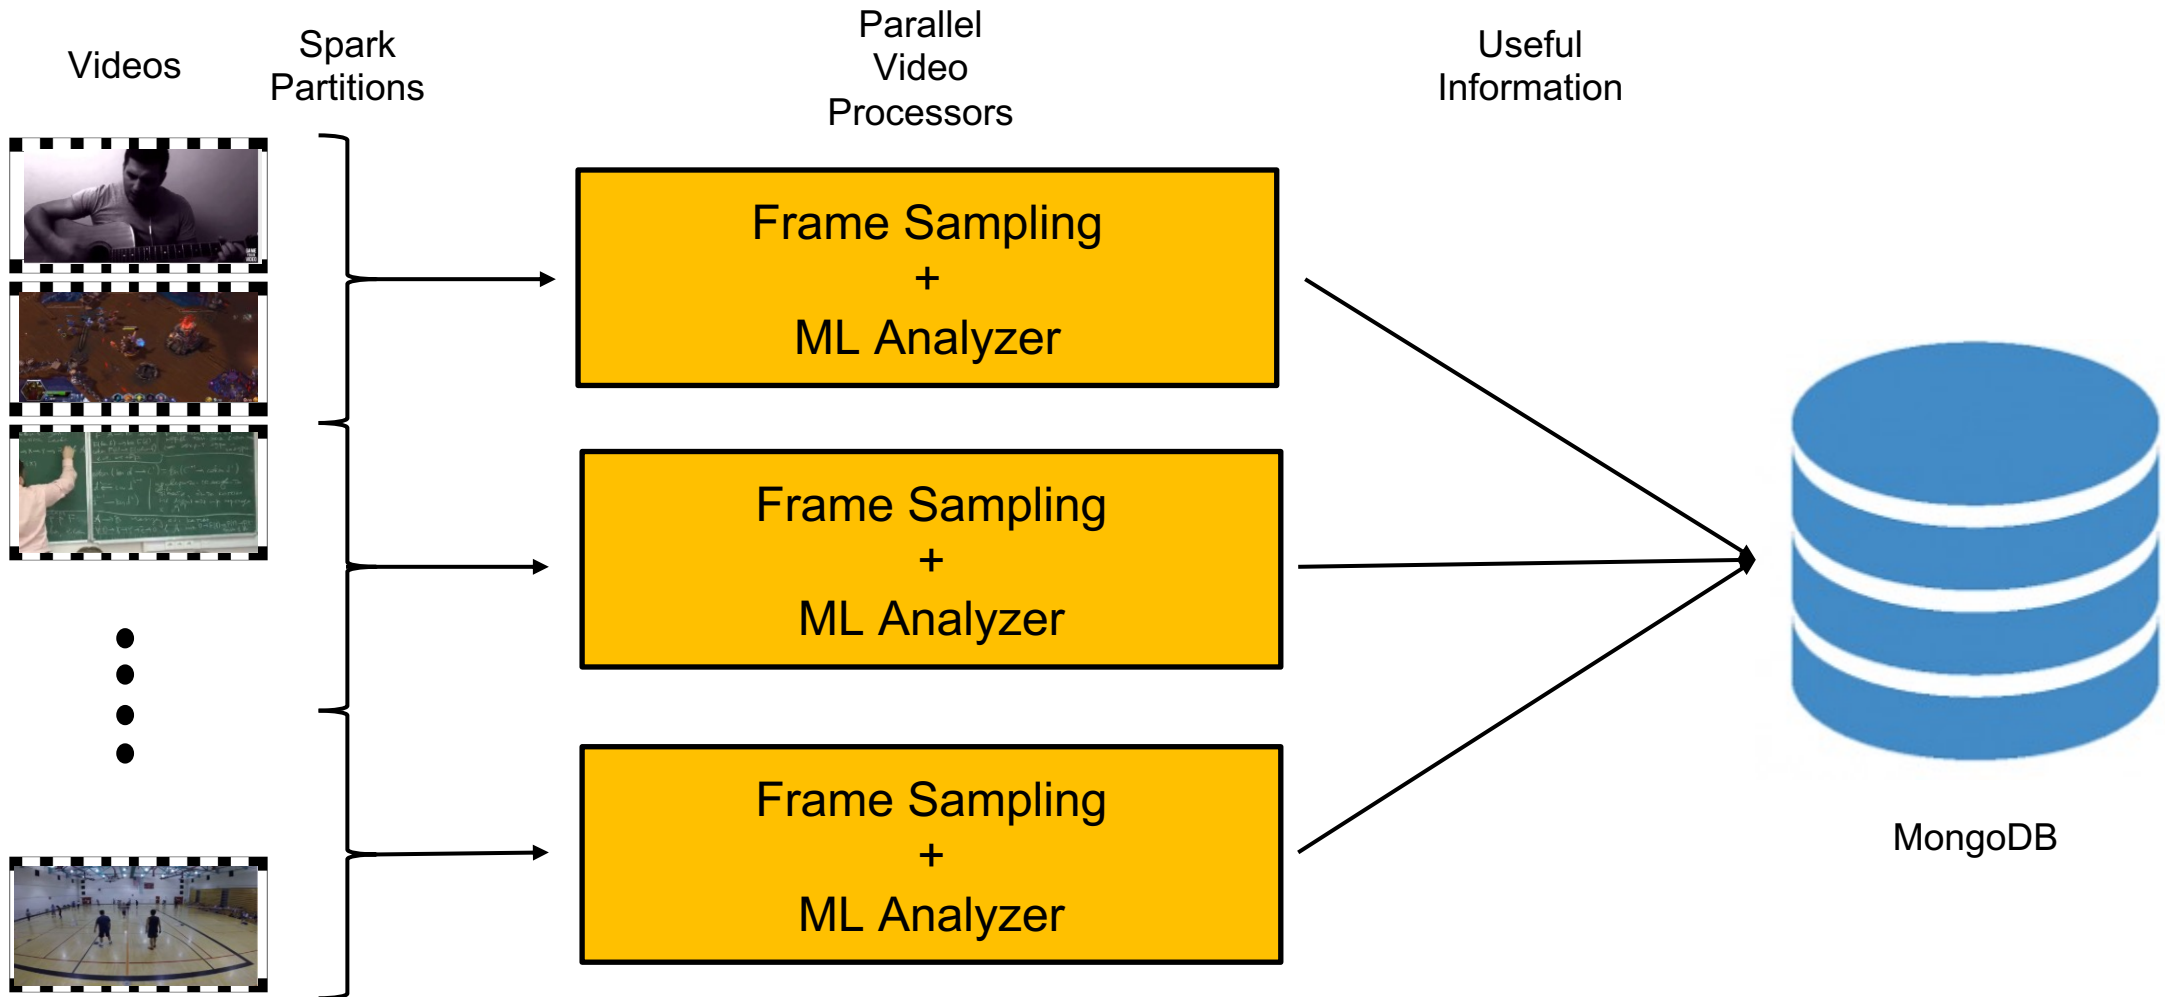 Videos
Spark
Partitions
Parallel
Video
Processors
Useful
Information
Frame Sampling
+
ML Analyzer
Frame Sampling
+
ML Analyzer
Frame Sampling
+
ML Analyzer
MongoDB